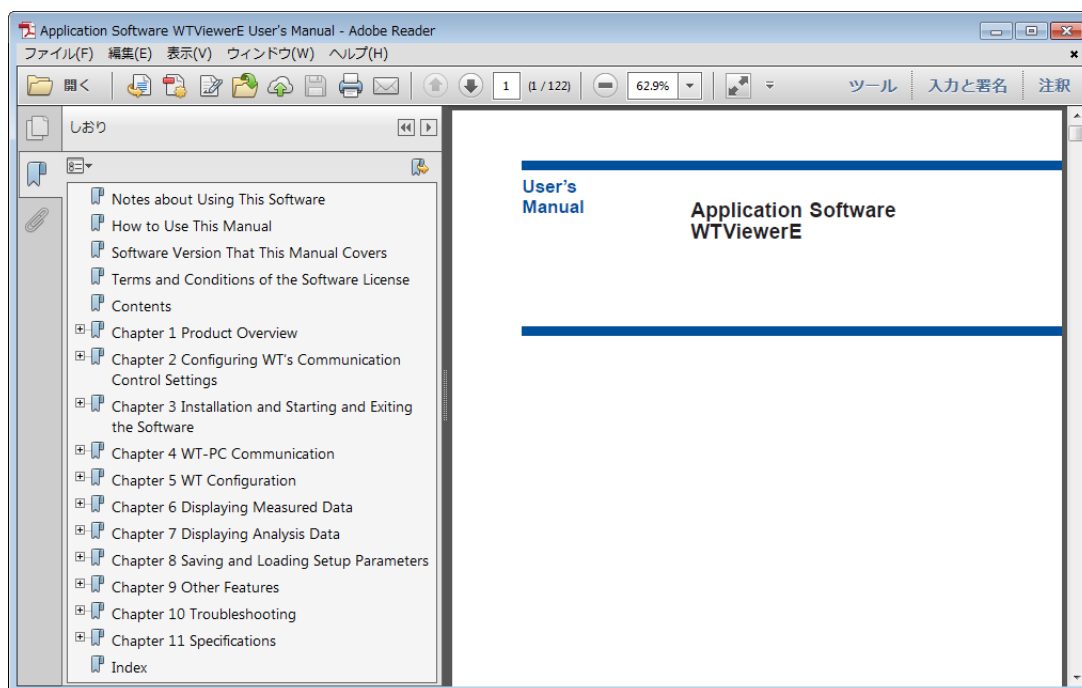 Application Software WTViewerE User's Manual - Adobe Reader
ファイル(F) 編集(E) 表示(V) ウィンドウ(W) ヘルプ(H)
開く 1 (1 / 122) 62.9% ツール 入力と署名 注釈
しおり
Notes about Using This Software
How to Use This Manual
Software Version That This Manual Covers
Terms and Conditions of the Software License
Contents
Chapter 1 Product Overview
Chapter 2 Configuring WT's Communication
Control Settings
Chapter 3 Installation and Starting and Exiting
the Software
Chapter 4 WT-PC Communication
Chapter 5 WT Configuration
Chapter 6 Displaying Measured Data
Chapter 7 Displaying Analysis Data
Chapter 8 Saving and Loading Setup Parameters
Chapter 9 Other Features
Chapter 10 Troubleshooting
Chapter 11 Specifications
Index
User's
Manual
Application Software
WTViewerE